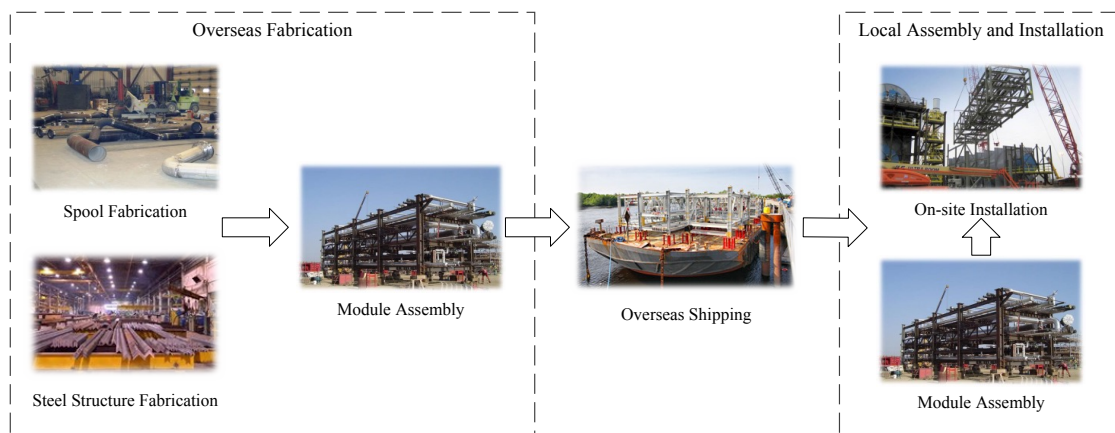 Overseas Fabrication
Spool Fabrication
Steel Structure Fabrication
Module Assembly
Overseas Shipping
Local Assembly and Installation
On-site Installation
Module Assembly